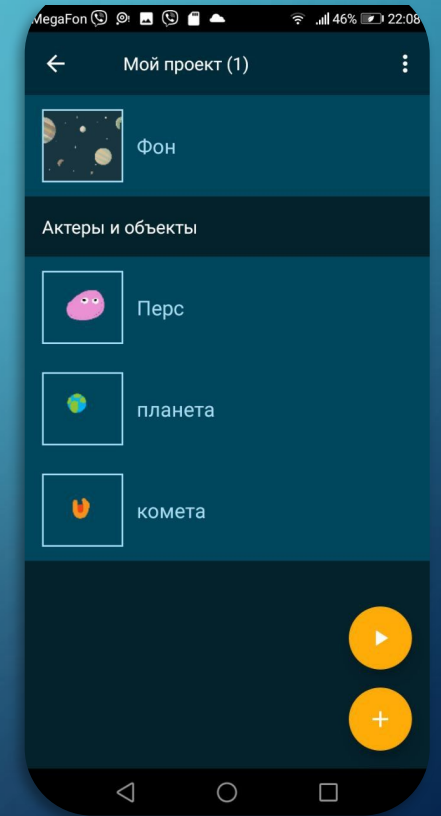 MegaFon 46% 22:08
Мой проект (1)
Фон
Актеры и объекты
Перс
планета
комета